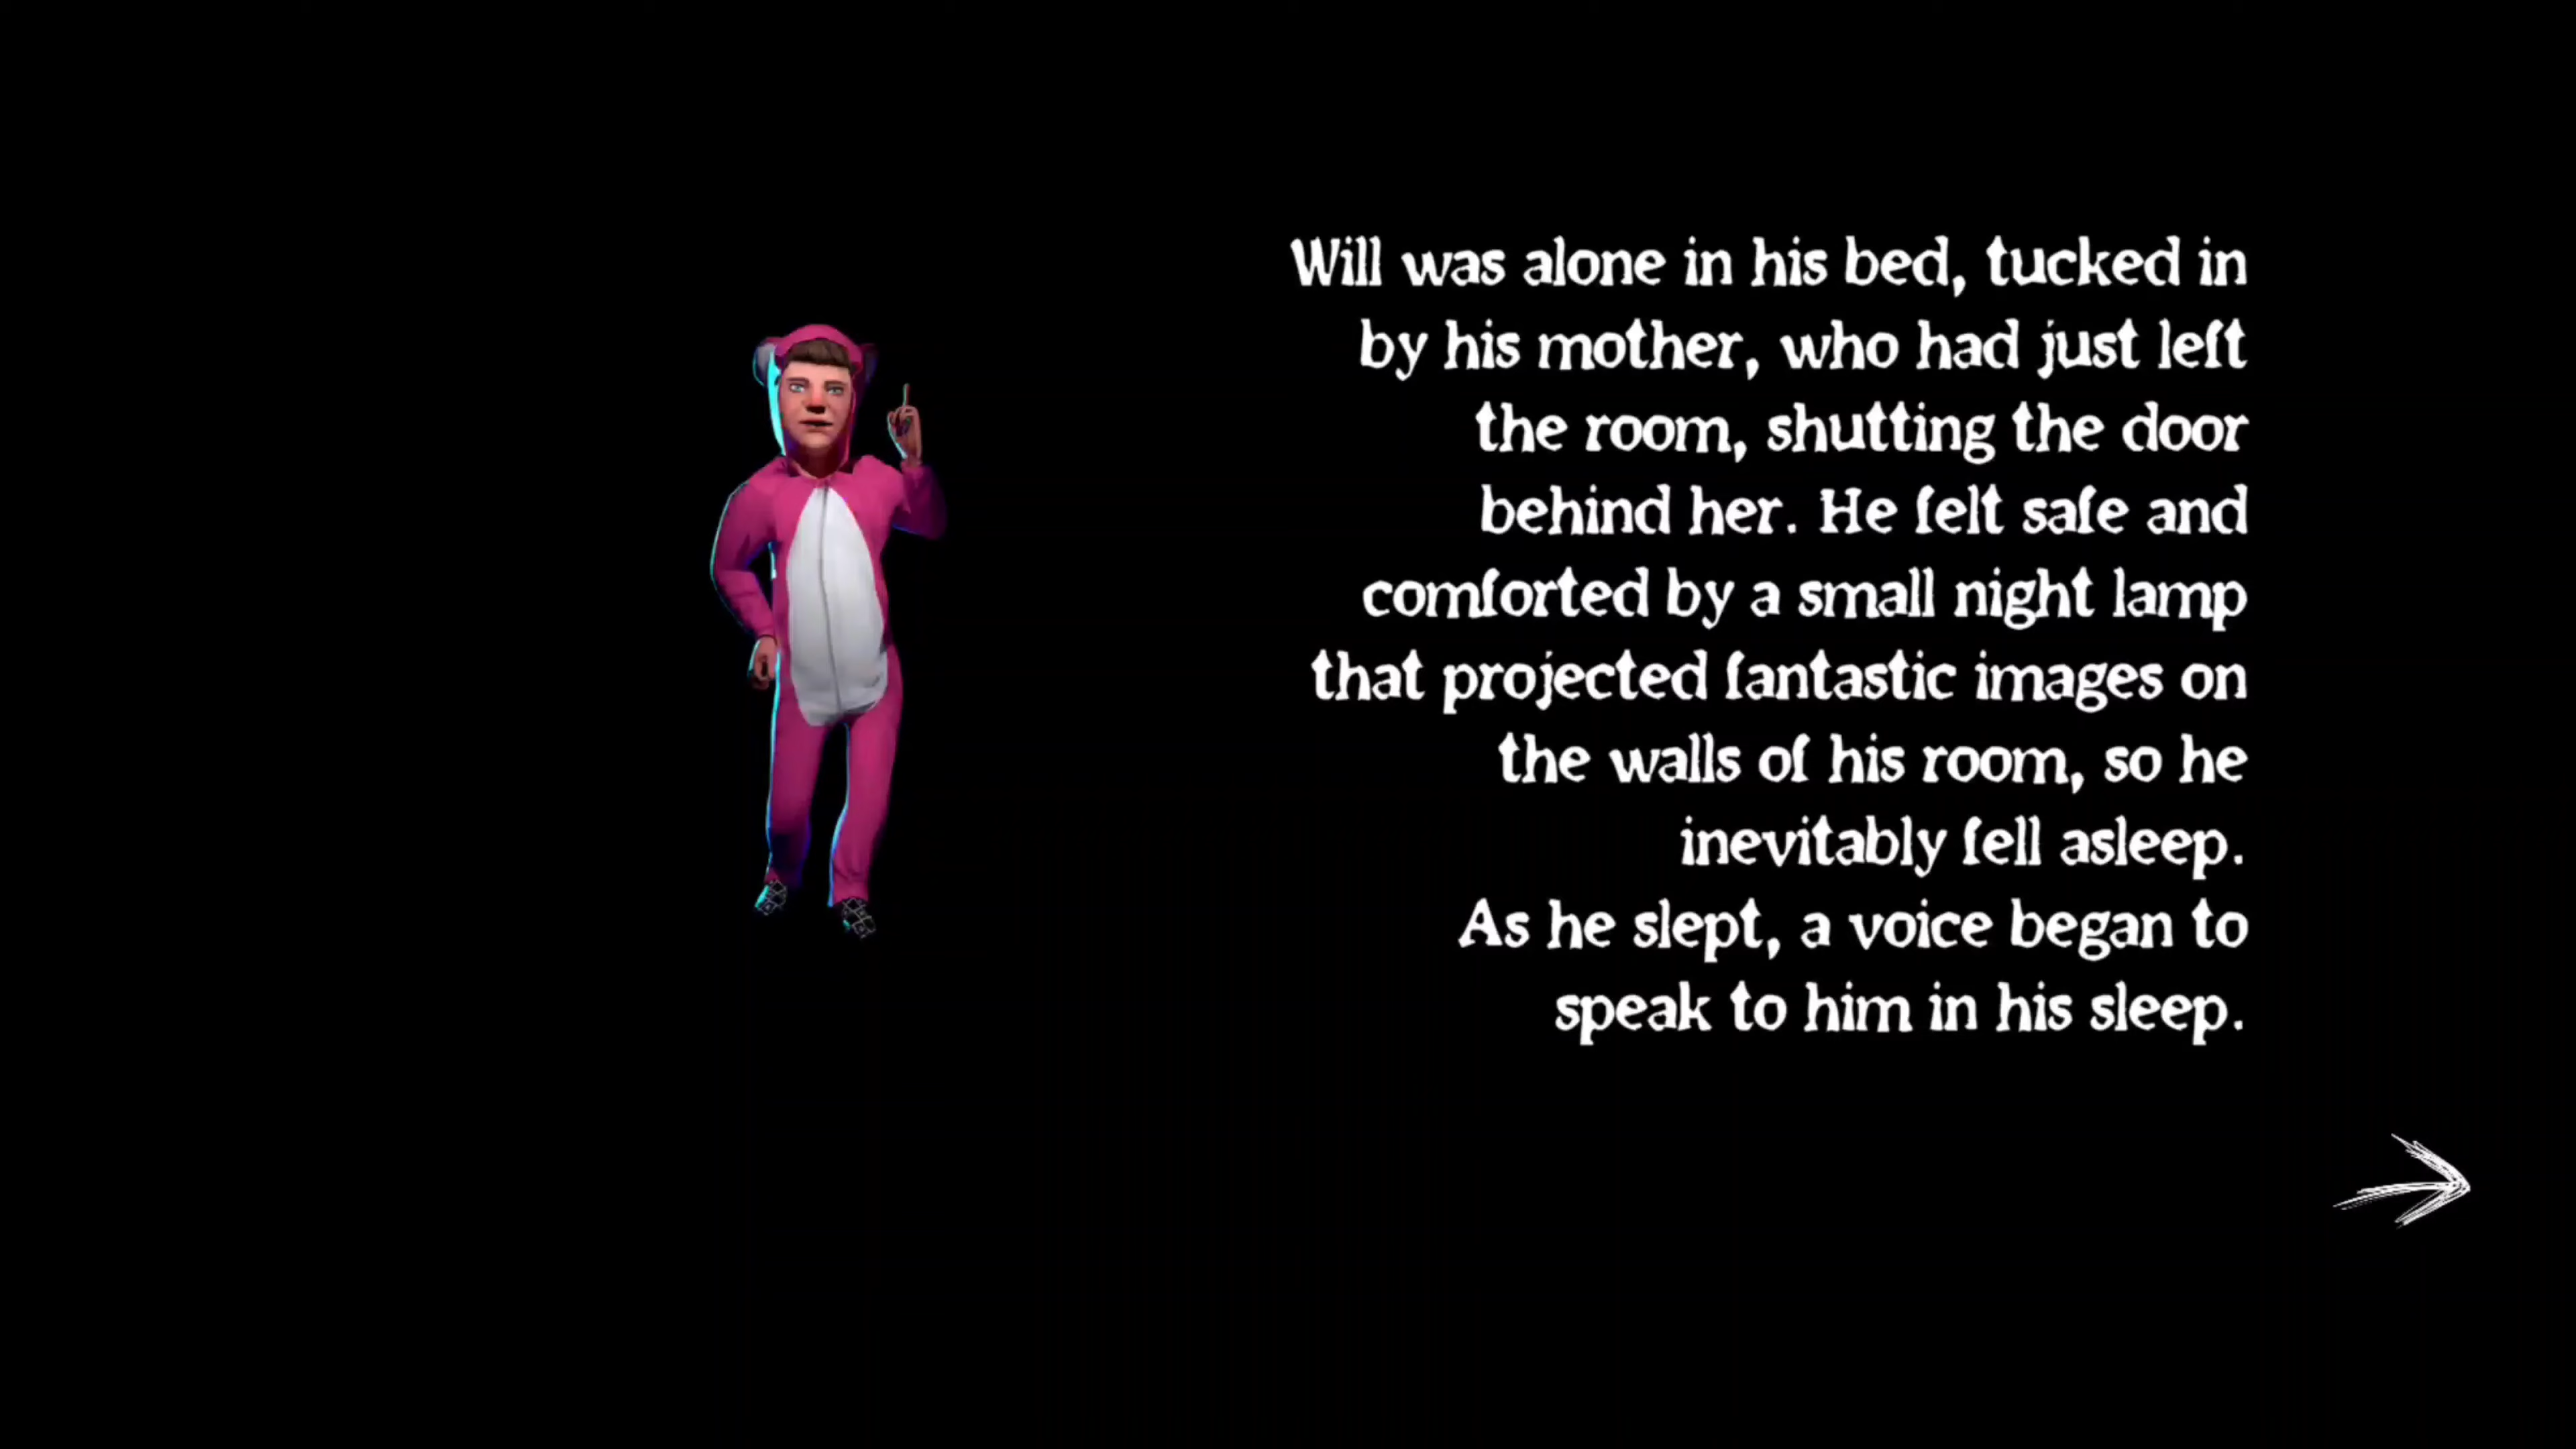 Will was alone in his bed, tucked in
by his mother, who had just left
the room, shutting the door
behind her. He felt safe and
comforted by a small night lamp
that projected fantastic images on
the walls of his room, so he
inevitably fell asleep.
As he slept, a voice began to
speak to him in his sleep.